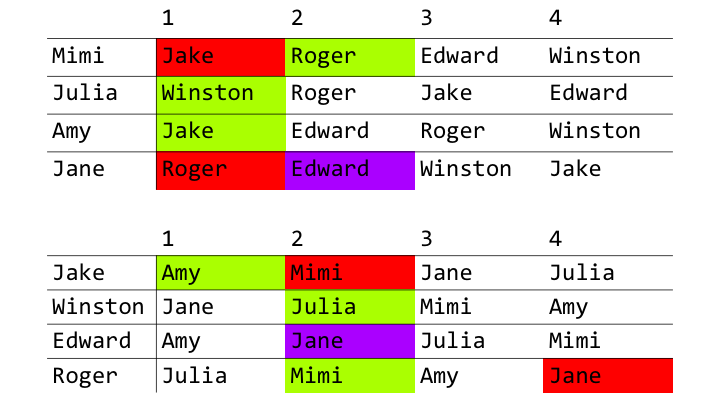 1 2 3 4
Mimi Jake Roger Edward Winston
Julia Winston Roger Jake Edward
Amy Jake Edward Roger Winston
Jane Roger Edward Winston Jake
1 2 3 4
Jake Amy Mimi Jane Julia
Winston Jane Julia Mimi Amy
Edward Amy Jane Julia Mimi
Roger Julia Mimi Amy Jane